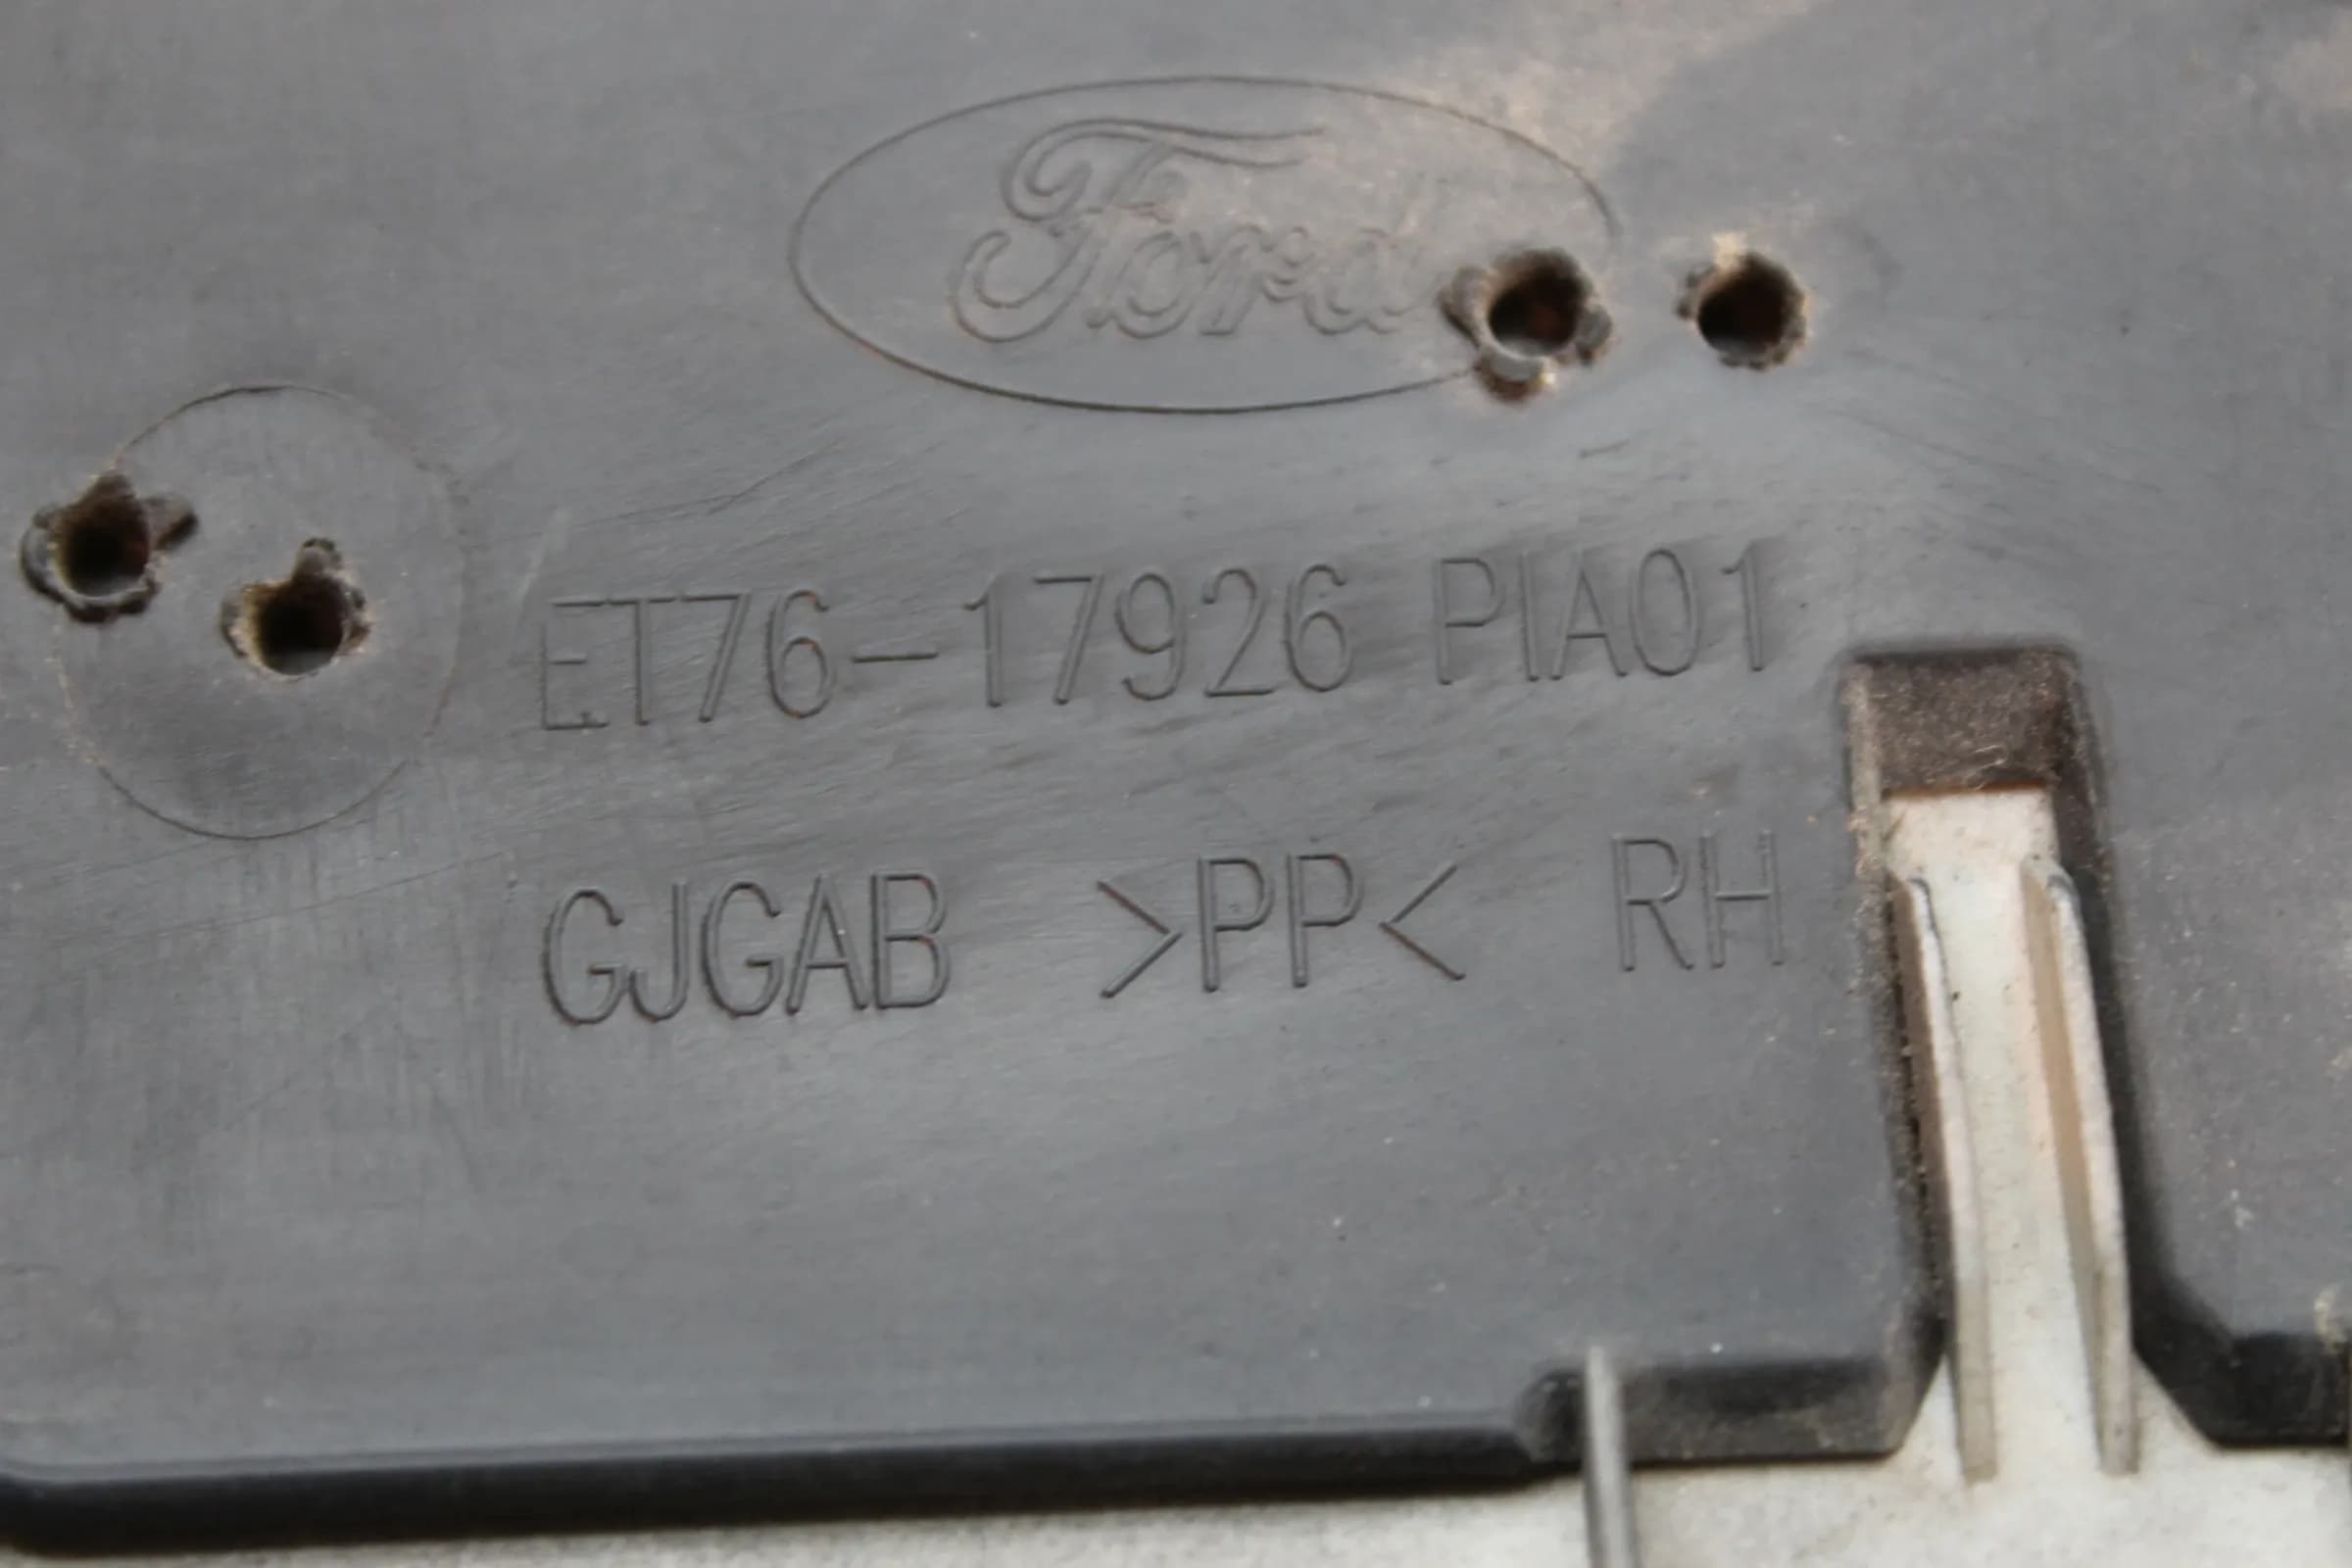 Ford
ET76-17926 PIA01
GJGAB >PP< RH